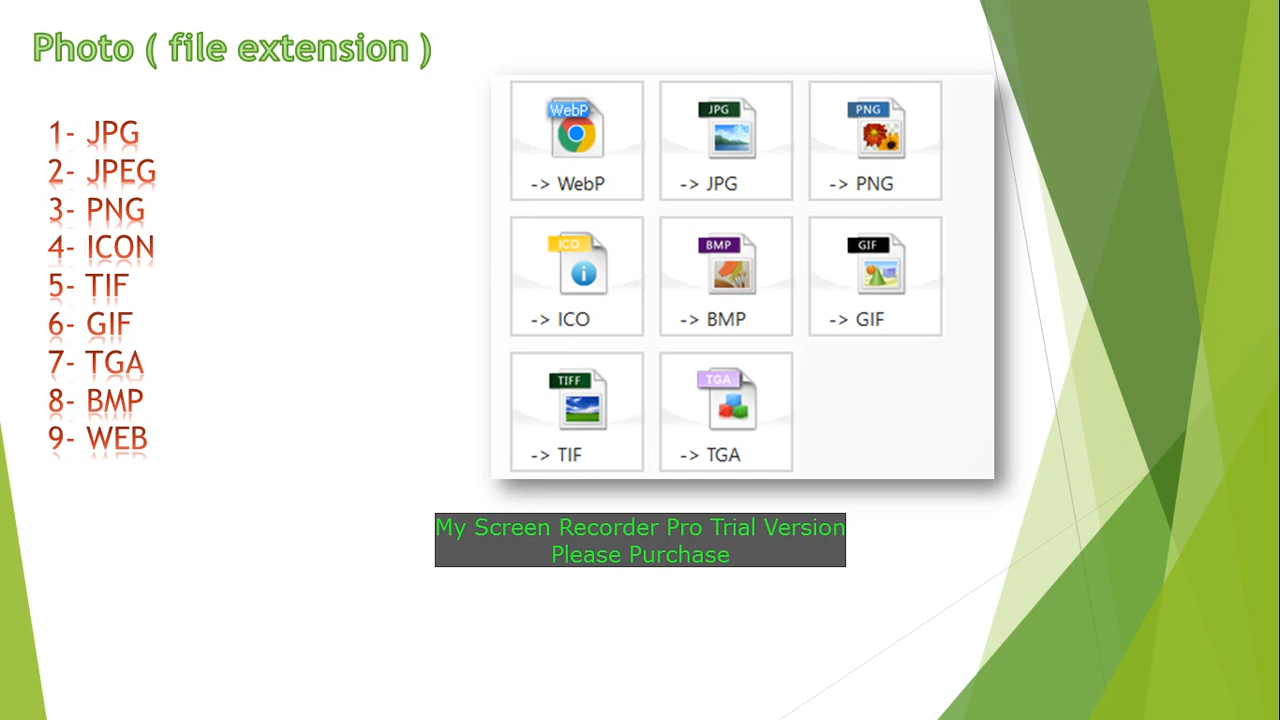 Photo ( file extension )
1- JPG
2- JPEG
3- PNG
4- ICON
5- TIF
6- GIF
7- TGA
8- BMP
9- WEB
WebP
-> WebP
JPG
-> JPG
PNG
-> PNG
ICO
-> ICO
BMP
-> BMP
GIF
-> GIF
TIFF
-> TIF
TGA
-> TGA
My Screen Recorder Pro Trial Version
Please Purchase